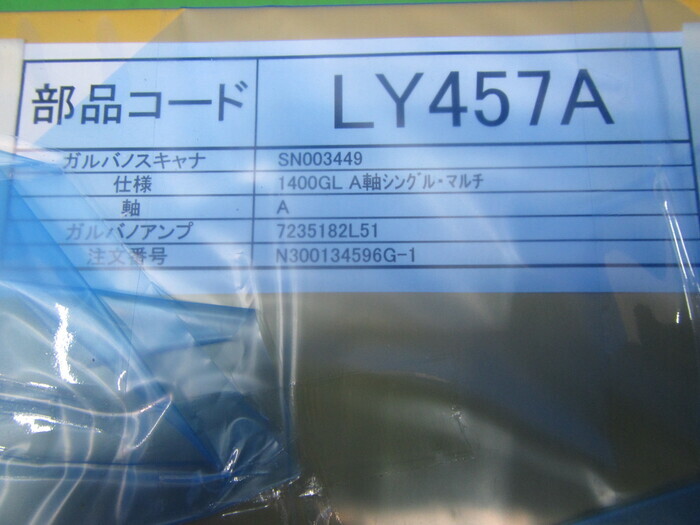 部品コード LY457A
ガルバノスキャナ SN003449
仕様 1400GL A軸シングル・マルチ
軸 A
ガルバノアンプ 7235182L51
注文番号 N300134596G-1